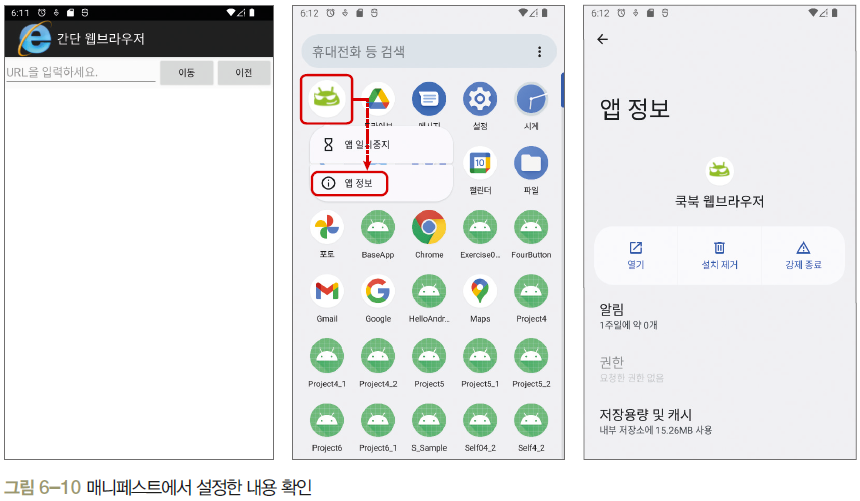 6:11
간단 웹브라우저
URL을 입력하세요.
이동
이전
6:12
휴대전화 등 검색
설정
시계
앱 일시중지
앱 정보
10
캘린더
파일
포토
BaseApp
Chrome
Exercise0...
FourButton
Gmail
Google
HelloAndr...
Maps
Project4
Project4_1
Project4_2
Project5
Project5_1
Project5_2
Project6
Project6_1
S_Sample
Self04_2
Self4_2
6:12
앱 정보
쿡북 웹브라우저
열기
설치 제거
강제 종료
알림
1주일에 약 0개
권한
요청한 권한 없음
저장용량 및 캐시
내부 저장소에 15.26MB 사용
그림 6-10 매니페스트에서 설정한 내용 확인